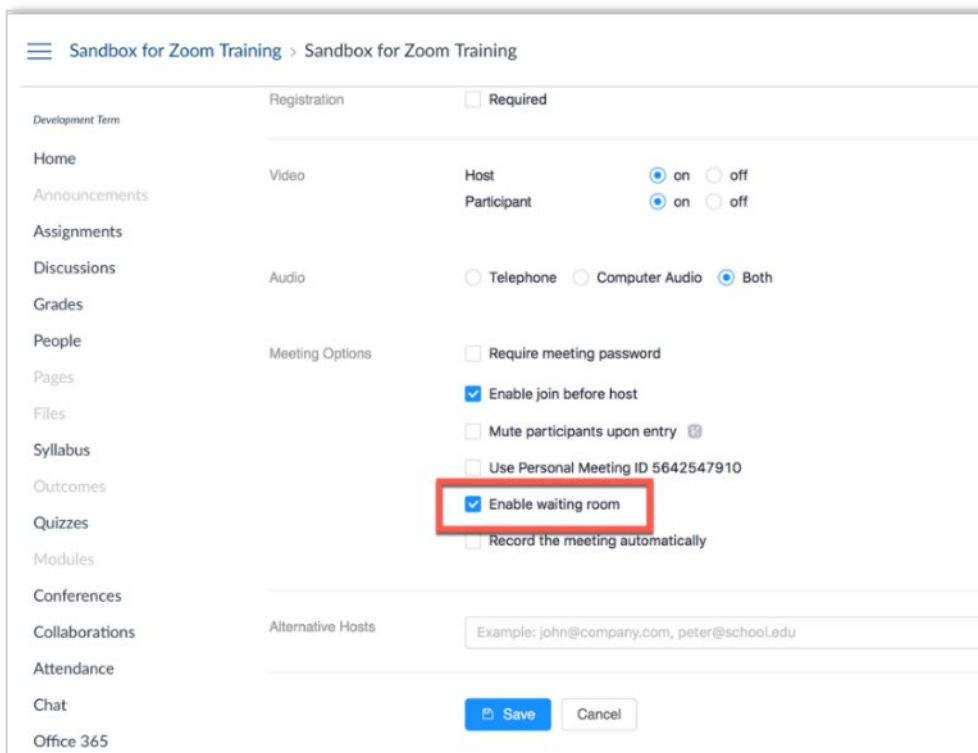 Sandbox for Zoom Training > Sandbox for Zoom Training
Development Term
Home
Announcements
Assignments
Discussions
Grades
People
Pages
Files
Syllabus
Outcomes
Quizzes
Modules
Conferences
Collaborations
Attendance
Chat
Office 365
Registration
Required
Video
Host on off
Participant on off
Audio
Telephone Computer Audio Both
Meeting Options
Require meeting password
Enable join before host
Mute participants upon entry
Use Personal Meeting ID 5642547910
Enable waiting room
Record the meeting automatically
Alternative Hosts
Example: john@company.com, peter@school.edu
Save Cancel